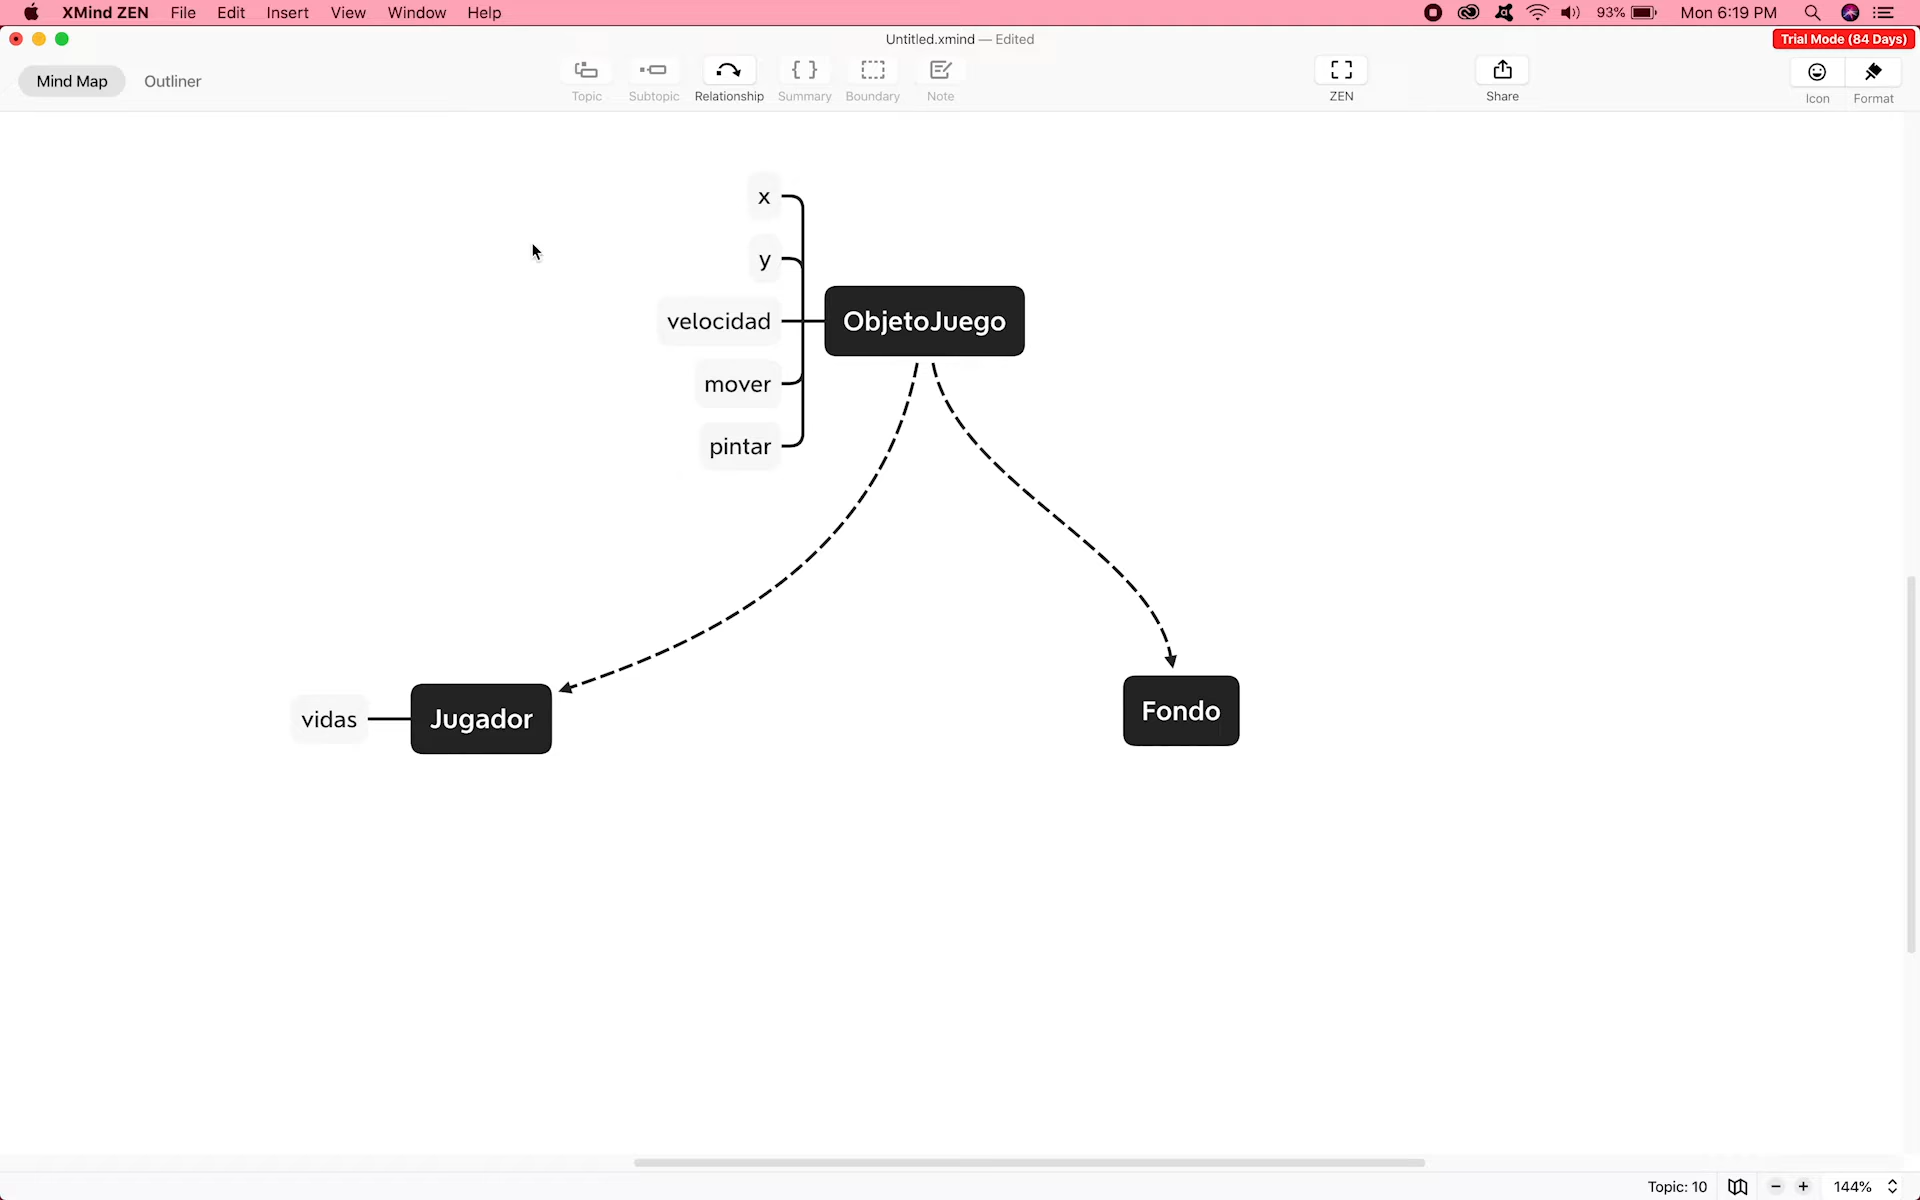 XMind ZEN File Edit Insert View Window Help 93% Mon 6:19 PM
Untitled.xmind — Edited
Trial Mode (84 Days)
Mind Map Outliner
Topic Subtopic Relationship Summary Boundary Note ZEN Share Icon Format
x
y
velocidad
ObjetoJuego
mover
pintar
vidas
Jugador
Fondo
Topic: 10 144%